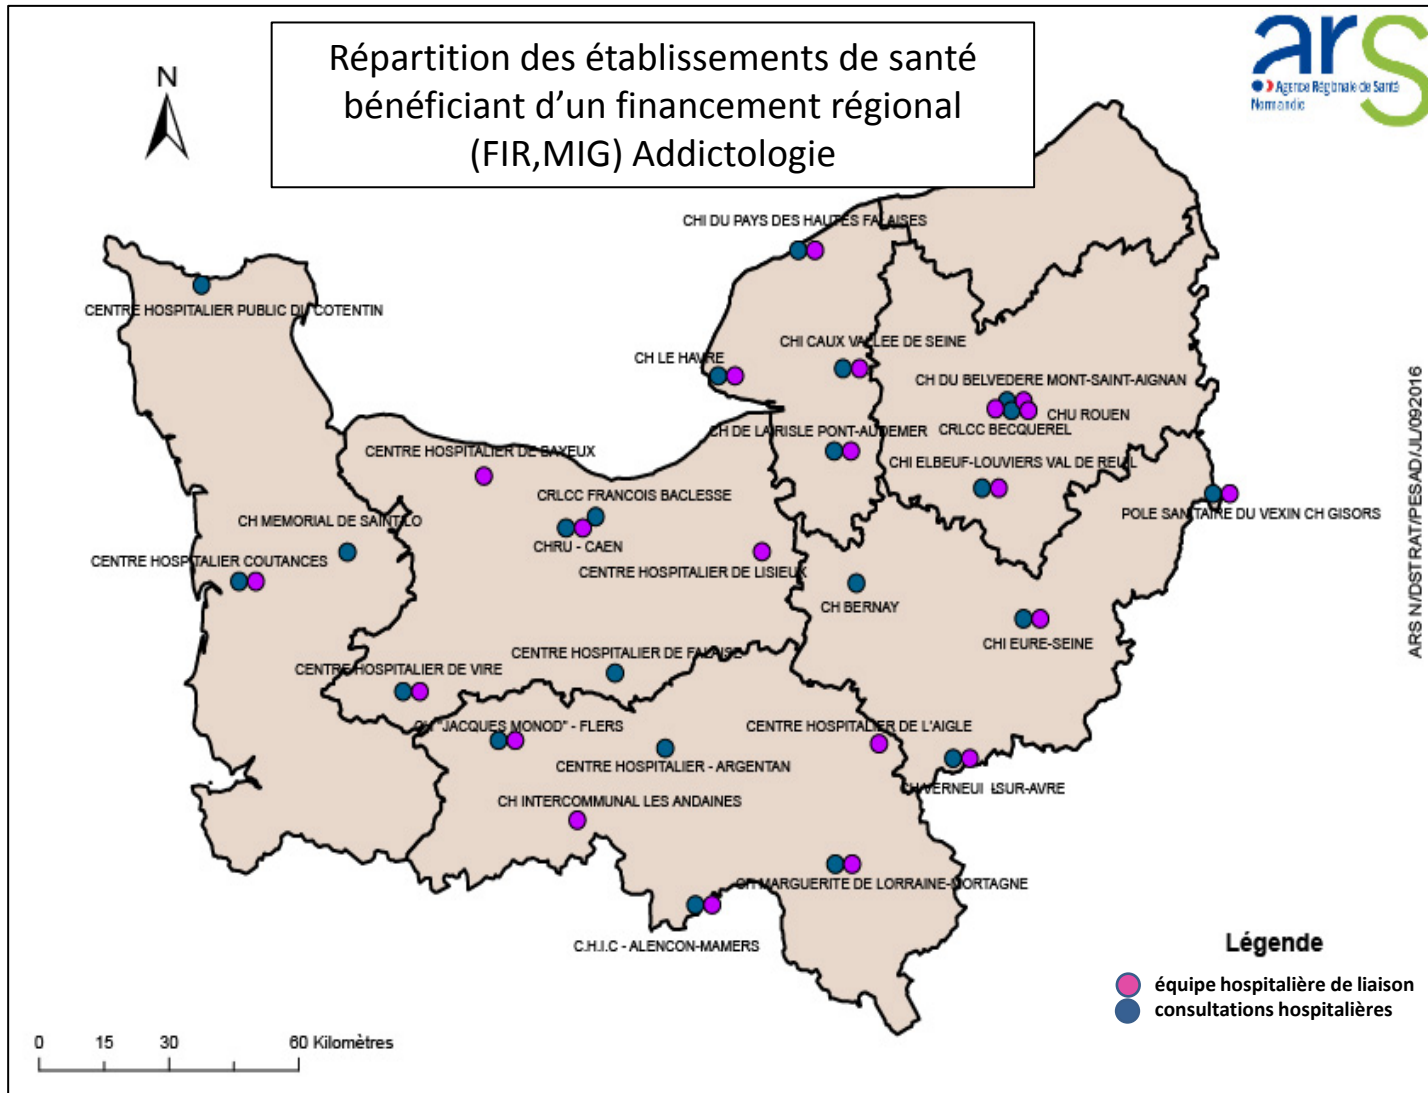 Répartition des établissements de santé
bénéficiant d'un financement régional
(FIR,MIG) Addictologie
ars
Agence Régionale de Santé
Normandie
N
CHI DU PAYS DES HAUTES FALAISES
CENTRE HOSPITALIER PUBLIC DU COTENTIN
CHI CAUX VALLEE DE SEINE
CH LE HAVRE
CH DU BELVEDERE MONT-SAINT-AIGNAN
CHU ROUEN
CRLCC BECQUEREL
CH DE LA RISLE PONT-AUDEMER
CENTRE HOSPITALIER DE BAYEUX
CHI ELBEUF-LOUVIERS VAL DE REUIL
CRLCC FRANCOIS BACLESSE
POLE SANITAIRE DU VEXIN CH GISORS
CH MEMORIAL DE SAINT-LO
CHRU - CAEN
CENTRE HOSPITALIER COUTANCES
CENTRE HOSPITALIER DE LISIEUX
CH BERNAY
CHI EURE-SEINE
CENTRE HOSPITALIER DE FALAISE
CENTRE HOSPITALIER DE VIRE
CH "JACQUES MONOD" - FLERS
CENTRE HOSPITALIER DE L'AIGLE
CENTRE HOSPITALIER - ARGENTAN
CH VERNEUIL-SUR-AVRE
CH INTERCOMMUNAL LES ANDAINES
CH MARGUERITE DE LORRAINE-MORTAGNE
C.H.I.C - ALENCON-MAMERS
Légende
équipe hospitalière de liaison
consultations hospitalières
0 15 30 60 Kilomètres
ARS N/DSTRAT/PESAD/JL/092016